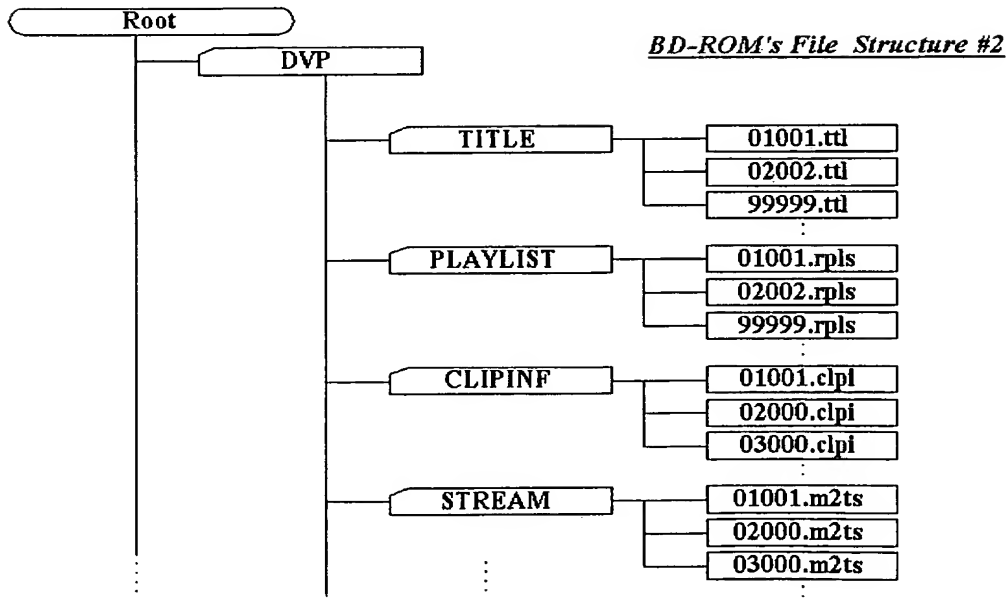 Root
BD-ROM's File Structure #2
DVP
TITLE
01001.ttl
02002.ttl
99999.ttl
PLAYLIST
01001.rpls
02002.rpls
99999.rpls
CLIPINF
01001.clpi
02000.clpi
03000.clpi
STREAM
01001.m2ts
02000.m2ts
03000.m2ts